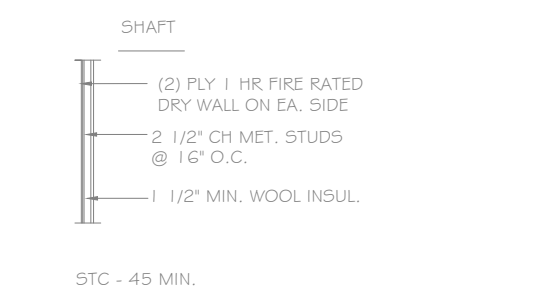 SHAFT
(2) PLY 1 HR FIRE RATED
DRY WALL ON EA. SIDE
2 1/2" CH MET. STUDS
@ 16" O.C.
1 1/2" MIN. WOOL INSUL.
STC - 45 MIN.